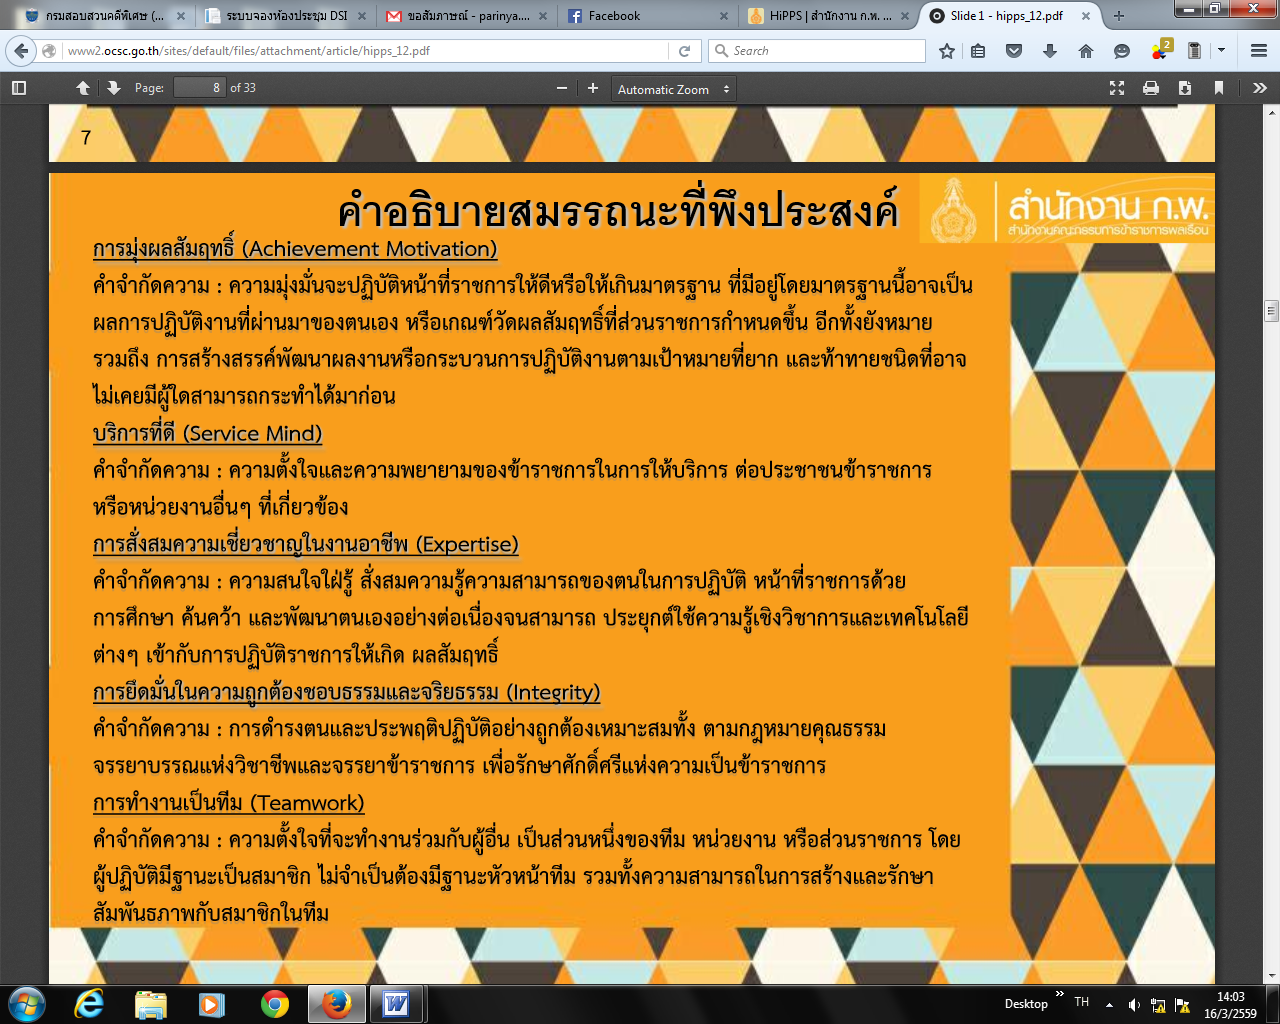 กรมสอบสวนคดีพิเศษ (...
ระบบจองห้องประชุม DSI
ขอสัมภาษณ์ - parinya....
Facebook
HiPPS | สำนักงาน ก.พ. ...
Slide 1 - hipps_12.pdf
www2.ocsc.go.th/sites/default/files/attachment/article/hipps_12.pdf
Search
2
Page: 8 of 33
Automatic Zoom
7
คำอธิบายสมรรถนะที่พึงประสงค์
สำนักงาน ก.พ.
สำนักงานคณะกรรมการข้าราชการพลเรือน
การมุ่งผลสัมฤทธิ์ (Achievement Motivation)
คำจำกัดความ : ความมุ่งมั่นจะปฏิบัติหน้าที่ราชการให้ดีหรือให้เกินมาตรฐาน ที่มีอยู่โดยมาตรฐานนี้อาจเป็น
ผลการปฏิบัติงานที่ผ่านมาของตนเอง หรือเกณฑ์วัดผลสัมฤทธิ์ที่ส่วนราชการกำหนดขึ้น อีกทั้งยังหมาย
รวมถึง การสร้างสรรค์พัฒนาผลงานหรือกระบวนการปฏิบัติงานตามเป้าหมายที่ยาก และท้าทายชนิดที่อาจ
ไม่เคยมีผู้ใดสามารถกระทำได้มาก่อน
บริการที่ดี (Service Mind)
คำจำกัดความ : ความตั้งใจและความพยายามของข้าราชการในการให้บริการ ต่อประชาชนข้าราชการ
หรือหน่วยงานอื่นๆ ที่เกี่ยวข้อง
การสั่งสมความเชี่ยวชาญในงานอาชีพ (Expertise)
คำจำกัดความ : ความสนใจใฝ่รู้ สั่งสมความรู้ความสามารถของตนในการปฏิบัติ หน้าที่ราชการด้วย
การศึกษา ค้นคว้า และพัฒนาตนเองอย่างต่อเนื่องจนสามารถ ประยุกต์ใช้ความรู้เชิงวิชาการและเทคโนโลยี
ต่างๆ เข้ากับการปฏิบัติราชการให้เกิด ผลสัมฤทธิ์
การยึดมั่นในความถูกต้องชอบธรรมและจริยธรรม (Integrity)
คำจำกัดความ : การดำรงตนและประพฤติปฏิบัติอย่างถูกต้องเหมาะสมทั้ง ตามกฎหมายคุณธรรม
จรรยาบรรณแห่งวิชาชีพและจรรยาข้าราชการ เพื่อรักษาศักดิ์ศรีแห่งความเป็นข้าราชการ
การทำงานเป็นทีม (Teamwork)
คำจำกัดความ : ความตั้งใจที่จะทำงานร่วมกับผู้อื่น เป็นส่วนหนึ่งของทีม หน่วยงาน หรือส่วนราชการ โดย
ผู้ปฏิบัติมีฐานะเป็นสมาชิก ไม่จำเป็นต้องมีฐานะหัวหน้าทีม รวมทั้งความสามารถในการสร้างและรักษา
สัมพันธภาพกับสมาชิกในทีม
Desktop
TH
14:03
16/3/2559